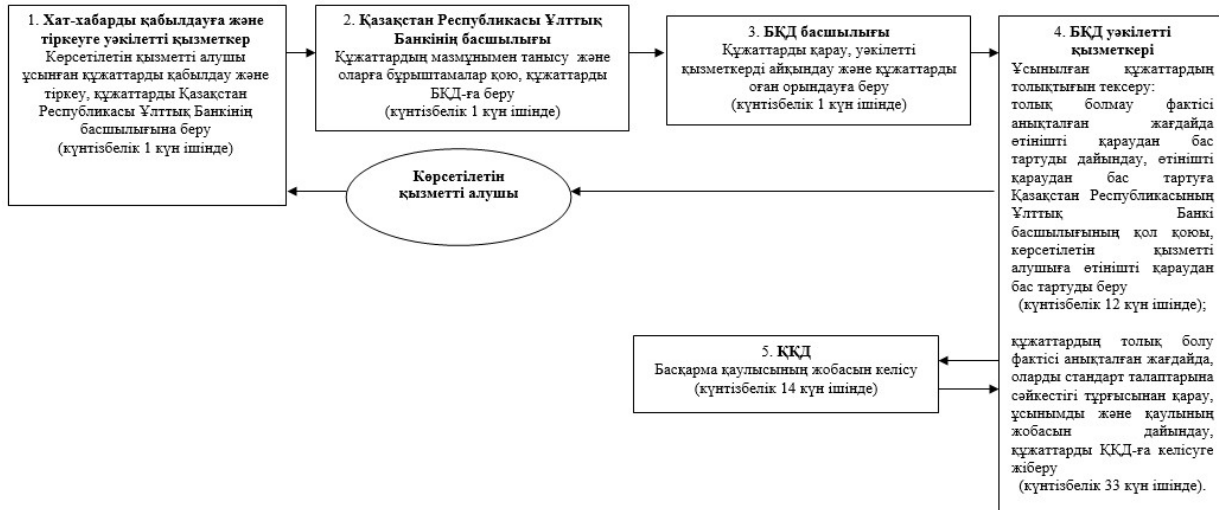 1. Хат-хабарды қабылдауға және
тіркеуге уәкілетті қызметкер
Көрсетілетін қызметті алушы
ұсынған құжаттарды қабылдау және
тіркеу, құжаттарды Қазақстан
Республикасы Ұлттық Банкінің
басшылығына беру
(күнтізбелік 1 күн ішінде)
2. Қазақстан Республикасы Ұлттық
Банкінің басшылығы
Құжаттардың мазмұнымен танысу және
оларға бұрыштамалар қою, құжаттарды
БҚД-ға беру
(күнтізбелік 1 күн ішінде)
3. БҚД басшылығы
Құжаттарды қарау, уәкілетті
қызметкерді айқындау және құжаттарды
оған орындауға беру
(күнтізбелік 1 күн ішінде)
4. БҚД уәкілетті
қызметкері
Ұсынылған құжаттардың
толықтығын тексеру:
толық болмау фактісі
анықталған жағдайда
өтінішті қараудан бас
тартуды дайындау, өтінішті
қараудан бас тартуға
Қазақстан Республикасының
Ұлттық Банкі
басшылығының қол қоюы,
көрсетілетін қызметті
алушыға өтінішті қараудан
бас тартуды беру
(күнтізбелік 12 күн ішінде);
құжаттардың толық болу
фактісі анықталған жағдайда,
оларды стандарт талаптарына
сәйкестігі тұрғысынан қарау,
ұсынымды және қаулының
жобасын дайындау,
құжаттарды ҚҚД-ға келісуге
жіберу
(күнтізбелік 33 күн ішінде).
Көрсетілетін
қызметті алушы
5. ҚҚД
Басқарма қаулысының жобасын келісу
(күнтізбелік 14 күн ішінде)